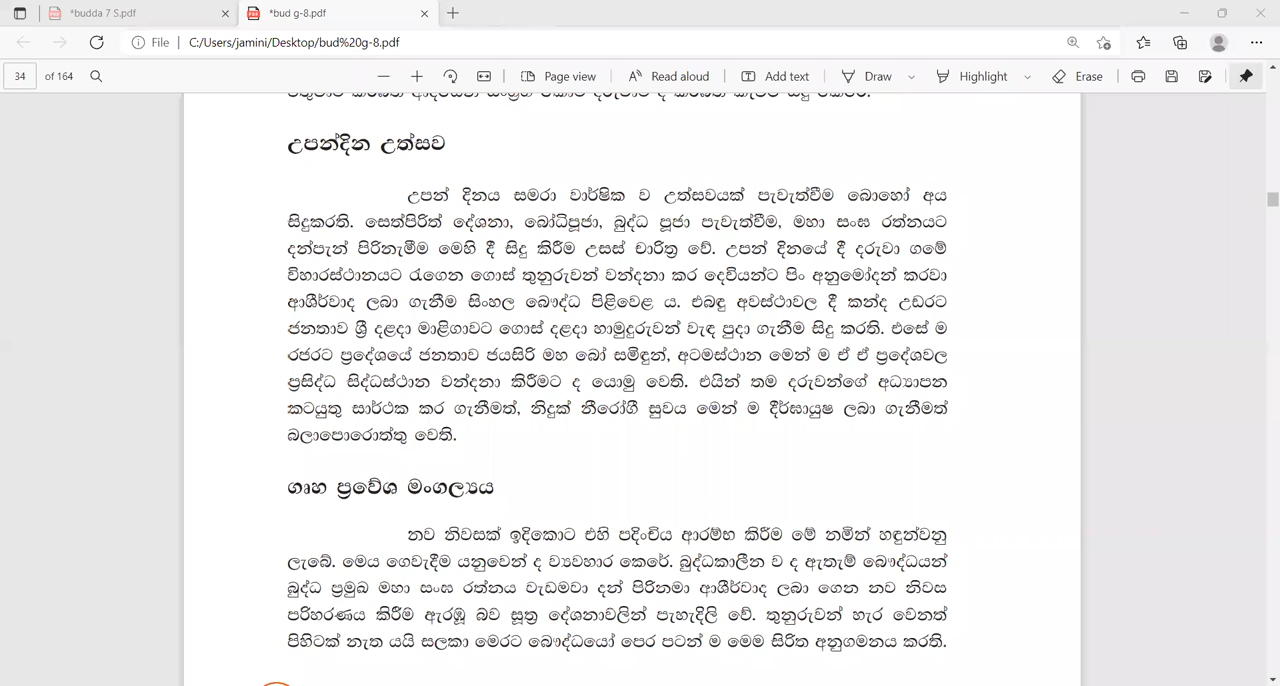 *budda 7 S.pdf
*bud g-8.pdf
File | C:/Users/jamini/Desktop/bud%20g-8.pdf
34 of 164 Page view Read aloud Add text Draw Highlight Erase
උපන්දින උත්සව
උපන් දිනය සමරා වාර්ෂික ව උත්සවයක් පැවැත්වීම බොහෝ අය
සිදුකරති. සෙත්පිරිත් දේශනා, බෝධිපූජා, බුද්ධ පූජා පැවැත්වීම, මහා සංඝ රත්නයට
දන්පැන් පිරිනැමීම මෙහි දී සිදු කිරීම උසස් චාරිත්‍ර වේ. උපන් දිනයේ දී දරුවා ගමේ
විහාරස්ථානයට රැගෙන ගොස් තුනුරුවන් වන්දනා කර දෙවියන්ට පිං අනුමෝදන් කරවා
ආශීර්වාද ලබා ගැනීම සිංහල බෞද්ධ පිළිවෙළ ය. එබඳු අවස්ථාවල දී කන්ද උඩරට
ජනතාව ශ්‍රී දළදා මාළිගාවට ගොස් දළදා හාමුදුරුවන් වැඳ පුදා ගැනීම සිදු කරති. එසේ ම
රජරට ප්‍රදේශයේ ජනතාව ජයසිරි මහ බෝ සමිඳුන්, අටමස්ථාන මෙන් ම ඒ ඒ ප්‍රදේශවල
ප්‍රසිද්ධ සිද්ධස්ථාන වන්දනා කිරීමට ද යොමු වෙති. එයින් තම දරුවන්ගේ අධ්‍යාපන
කටයුතු සාර්ථක කර ගැනීමත්, නිදුක් නීරෝගී සුවය මෙන් ම දීර්ඝායුෂ ලබා ගැනීමත්
බලාපොරොත්තු වෙති.
ගෘහ ප්‍රවේශ මංගල්‍යය
නව නිවසක් ඉදිකොට එහි පදිංචිය ආරම්භ කිරීම මේ නමින් හඳුන්වනු
ලැබේ. මෙය ගෙවැදීම යනුවෙන් ද ව්‍යවහාර කෙරේ. බුද්ධකාලීන ව ද ඇතැම් බෞද්ධයන්
බුද්ධ ප්‍රමුඛ මහා සංඝ රත්නය වැඩමවා දන් පිරිනමා ආශීර්වාද ලබා ගෙන නව නිවස
පරිහරණය කිරීම ඇරඹූ බව සූත්‍ර දේශනාවලින් පැහැදිලි වේ. තුනුරුවන් හැර වෙනත්
පිහිටක් නැත යයි සලකා මෙරට බෞද්ධයෝ පෙර පටන් ම මෙම සිරිත අනුගමනය කරති.